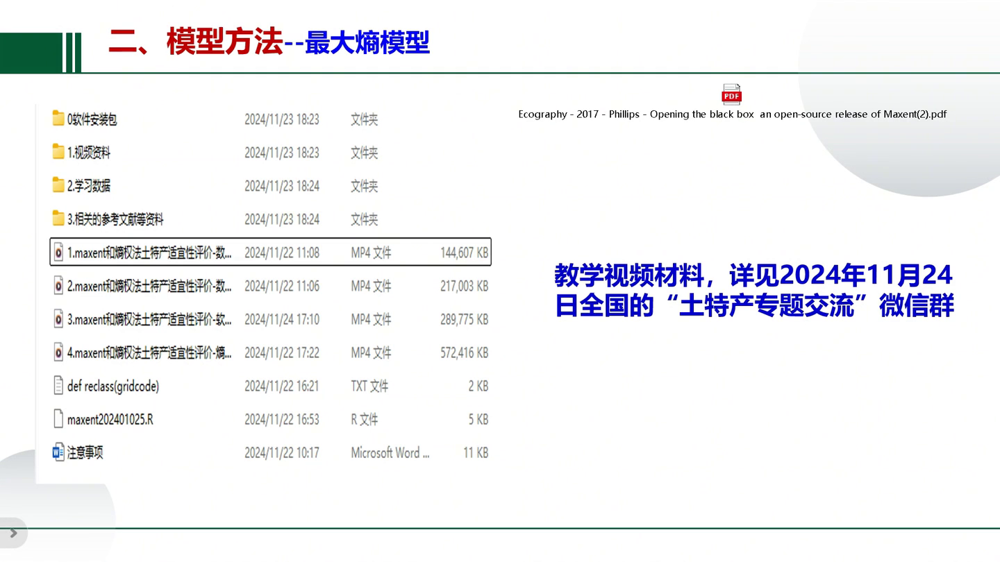 二、模型方法--最大熵模型
PDF
Ecography - 2017 - Phillips - Opening the black box an open-source release of Maxent(2).pdf
0软件安装包 2024/11/23 18:23 文件夹
1.视频资料 2024/11/23 18:23 文件夹
2.学习数据 2024/11/23 18:24 文件夹
3.相关的参考文献等资料 2024/11/23 18:24 文件夹
1.maxent和熵权法土特产适宜性评价-数... 2024/11/22 11:08 MP4 文件 144,607 KB
2.maxent和熵权法土特产适宜性评价-数... 2024/11/22 11:06 MP4 文件 217,003 KB
3.maxent和熵权法土特产适宜性评价-软... 2024/11/24 17:10 MP4 文件 289,775 KB
4.maxent和熵权法土特产适宜性评价-熵... 2024/11/22 17:22 MP4 文件 572,416 KB
def reclass(gridcode) 2024/11/22 16:21 TXT 文件 2 KB
maxent202401025.R 2024/11/22 16:53 R 文件 5 KB
注意事项 2024/11/22 10:17 Microsoft Word ... 11 KB
教学视频材料，详见2024年11月24
日全国的“土特产专题交流”微信群